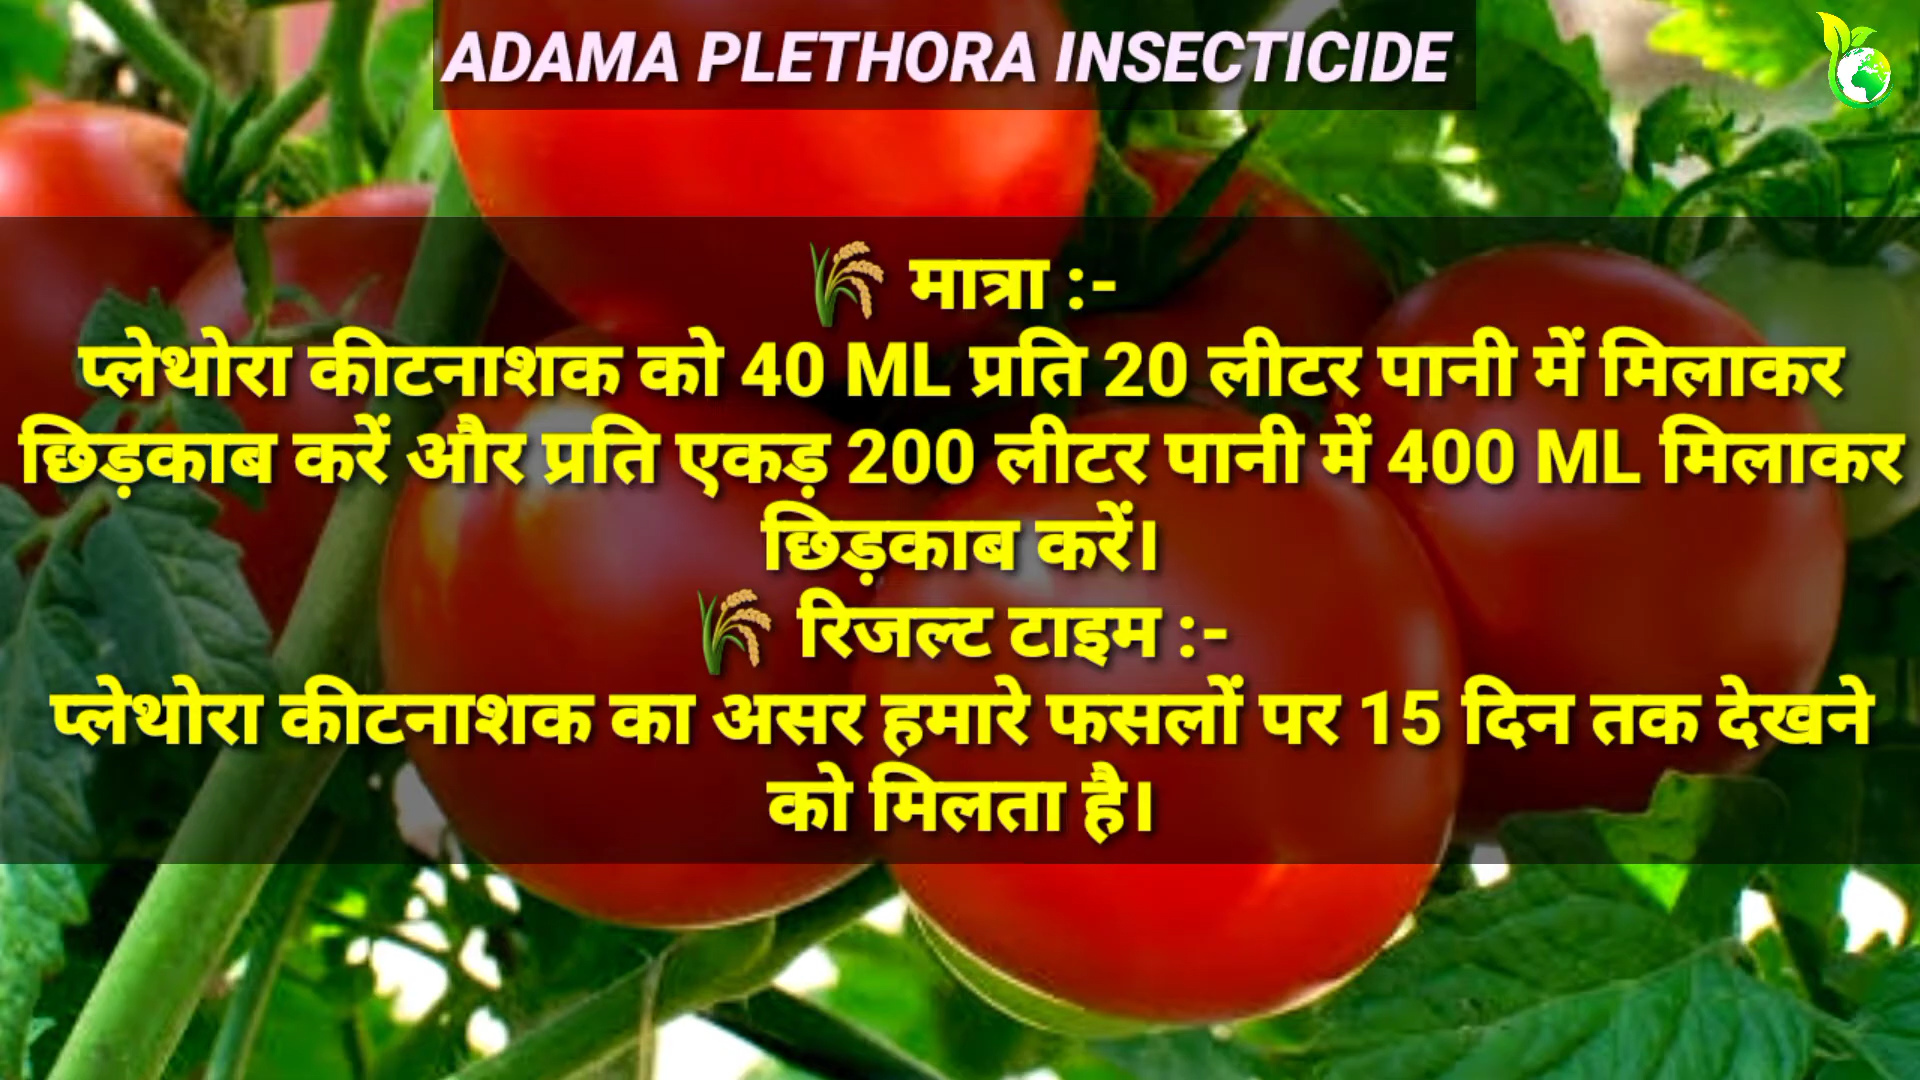 ADAMA PLETHORA INSECTICIDE
🌾 मात्रा :-
प्लेथोरा कीटनाशक को 40 ML प्रति 20 लीटर पानी में मिलाकर
छिड़काब करें और प्रति एकड़ 200 लीटर पानी में 400 ML मिलाकर
छिड़काब करें।
🌾 रिजल्ट टाइम :-
प्लेथोरा कीटनाशक का असर हमारे फसलों पर 15 दिन तक देखने
को मिलता है।